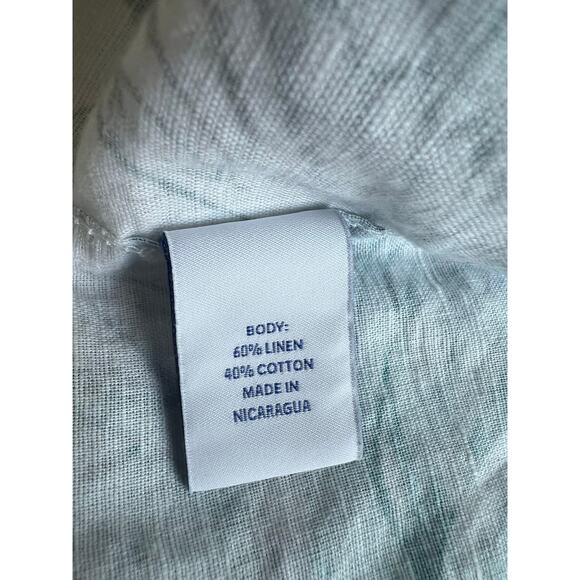 BODY:
60% LINEN
40% COTTON
MADE IN
NICARAGUA